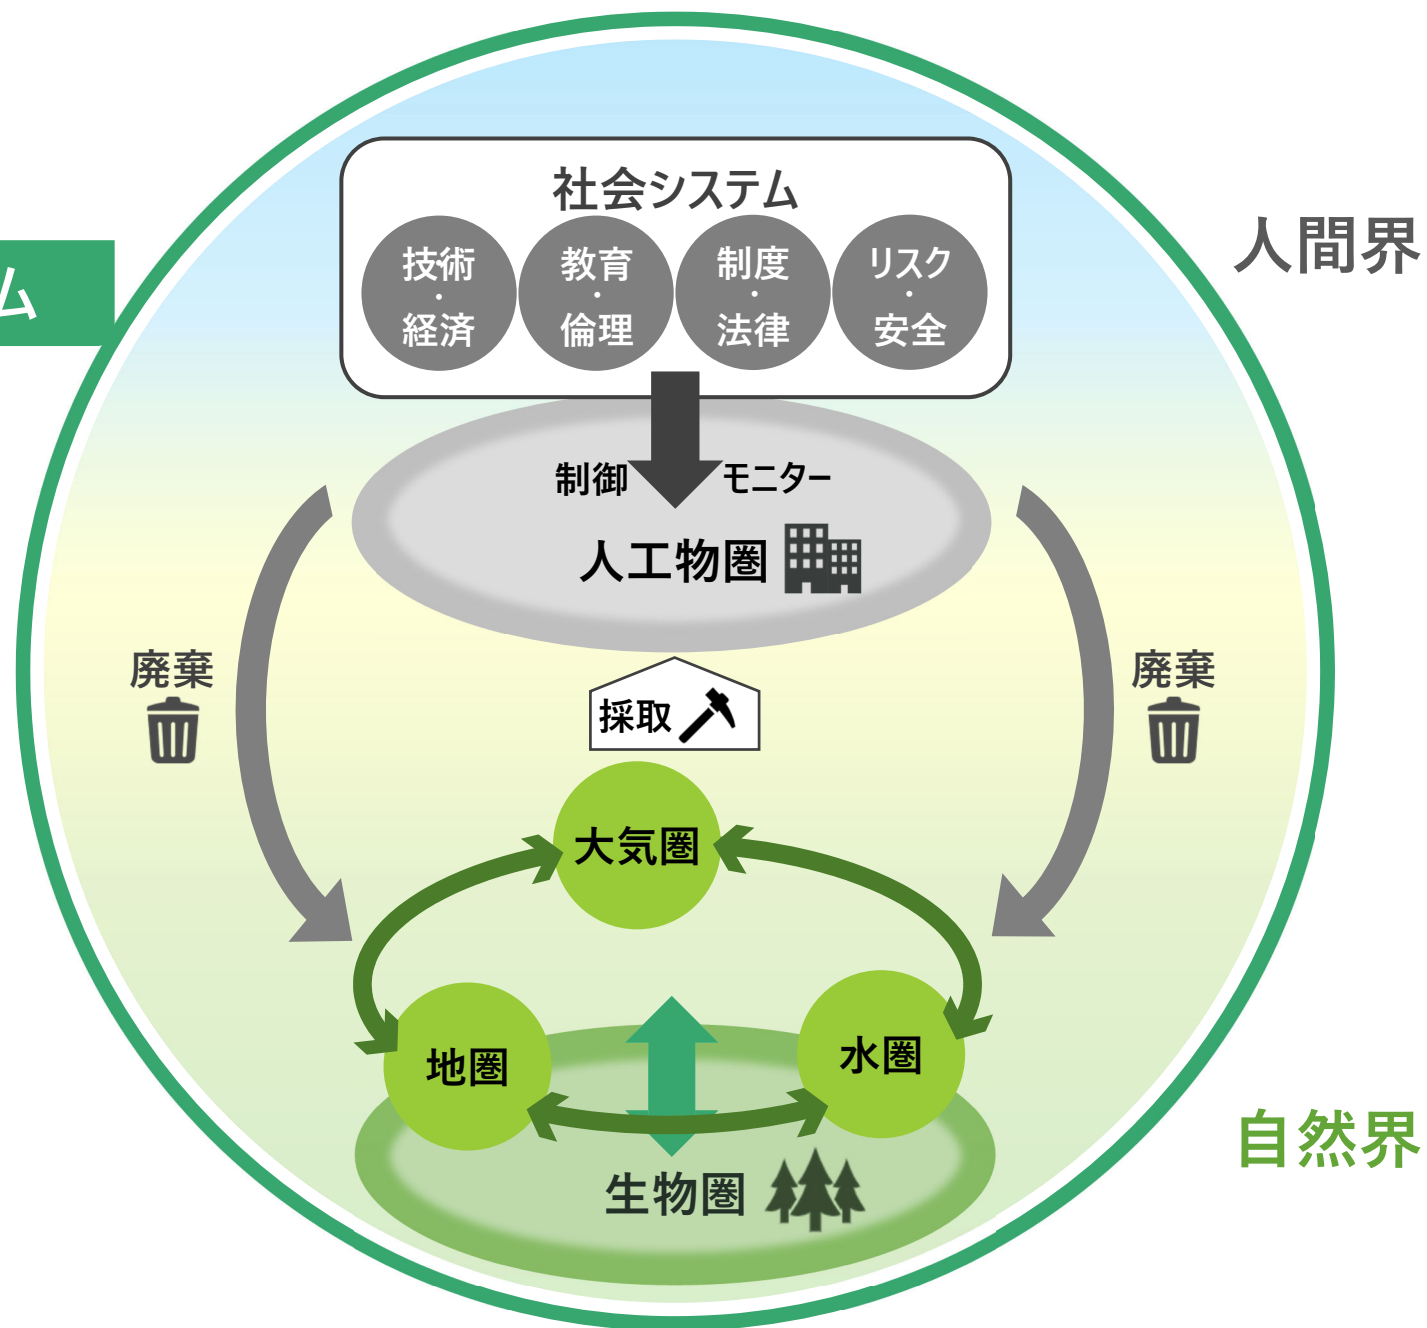 社会システム
技術
・
経済
教育
・
倫理
制度
・
法律
リスク
・
安全
人間界
ム
制御
モニター
人工物圏
廃棄
廃棄
採取
大気圏
地圏
水圏
自然界
生物圏